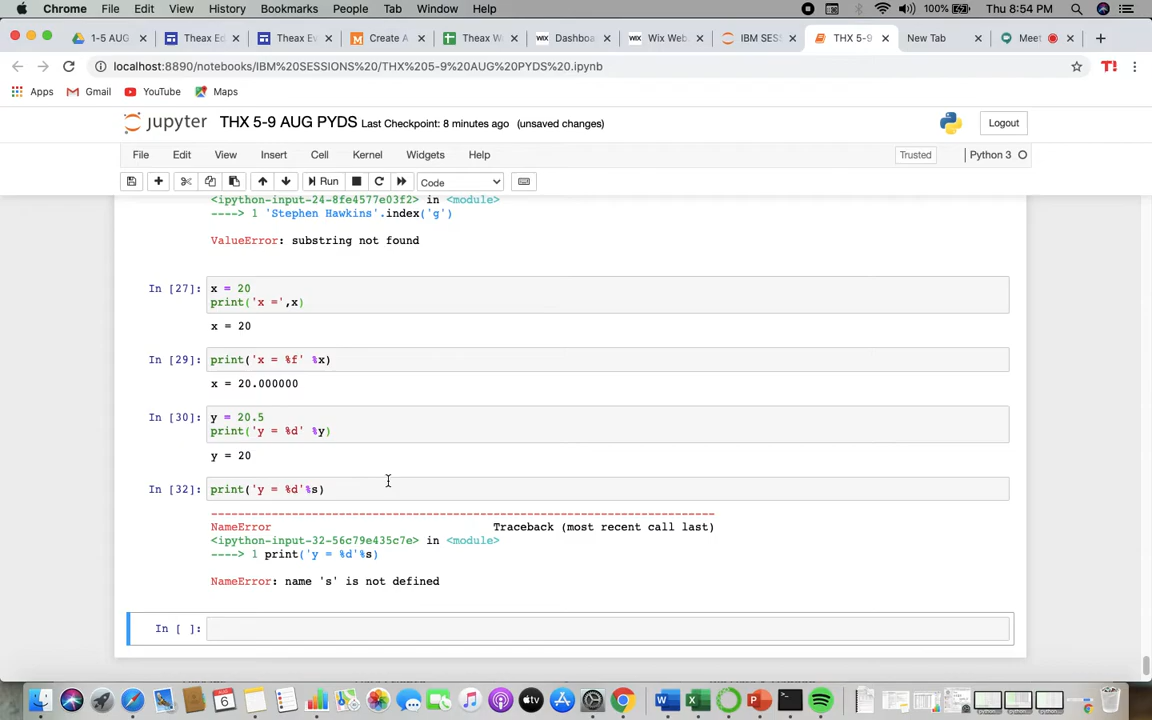 Chrome File Edit View History Bookmarks People Tab Window Help 100% Thu 8:54 PM
1-5 AUG Theax Ed Theax Ev Create A Theax W Dashboa Wix Web IBM SES THX 5-9 New Tab Meet
localhost:8890/notebooks/IBM%20SESSIONS%20/THX%205-9%20AUG%20PYDS%20.ipynb
Apps Gmail YouTube Maps
jupyter THX 5-9 AUG PYDS Last Checkpoint: 8 minutes ago (unsaved changes) Logout
File Edit View Insert Cell Kernel Widgets Help Trusted Python 3
Run Code
<ipython-input-24-8fe4577e03f2> in <module>
----> 1 'Stephen Hawkins'.index('g')
ValueError: substring not found
In [27]: x = 20
print('x =',x)
x = 20
In [29]: print('x = %f' %x)
x = 20.000000
In [30]: y = 20.5
print('y = %d' %y)
y = 20
In [32]: print('y = %d'%s)
NameError Traceback (most recent call last)
<ipython-input-32-56c79e435c7e> in <module>
----> 1 print('y = %d'%s)
NameError: name 's' is not defined
In [ ]: